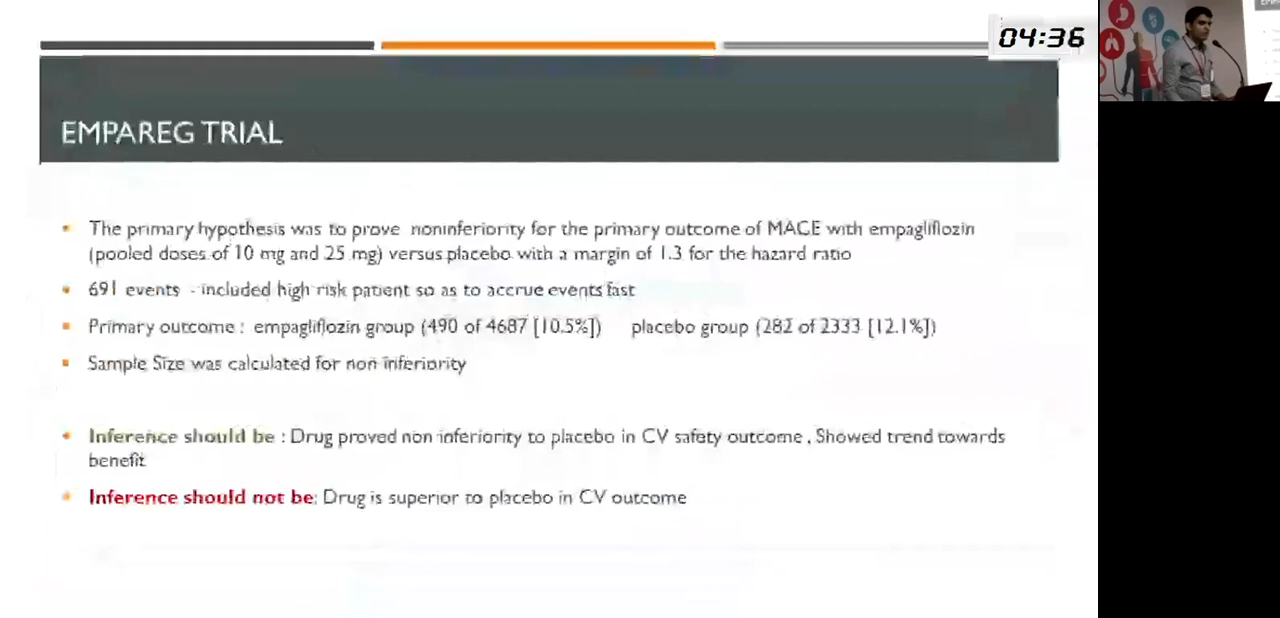 04:36
EMPAREG TRIAL
• The primary hypothesis was to prove noninferiority for the primary outcome of MACE with empagliflozin
(pooled doses of 10 mg and 25 mg) versus placebo with a margin of 1.3 for the hazard ratio
• 691 events - included high risk patient so as to accrue events fast
• Primary outcome : empagliflozin group (490 of 4687 [10.5%]) placebo group (282 of 2333 [12.1%])
• Sample Size was calculated for non inferiority
• Inference should be : Drug proved non inferiority to placebo in CV safety outcome , Showed trend towards
benefit
• Inference should not be: Drug is superior to placebo in CV outcome